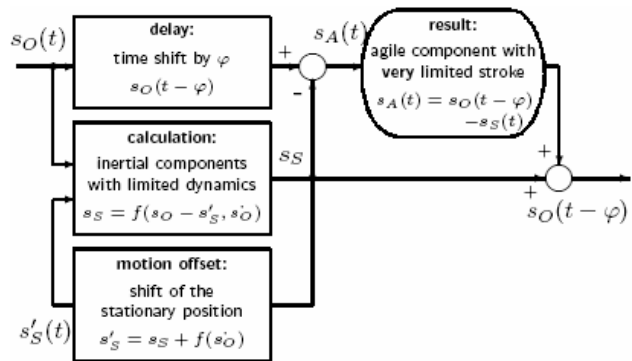 s_O(t)
delay:
time shift by φ
s_O(t − φ)
+
-
s_A(t)
result:
agile component with
very limited stroke
s_A(t) = s_O(t − φ)
−s_S(t)
calculation:
inertial components
with limited dynamics
s_S = f(s_O − s'_S, ṡ_O)
s_S
+
+
s_O(t − φ)
motion offset:
shift of the
stationary position
s'_S = s_S + f(ṡ_O)
s'_S(t)